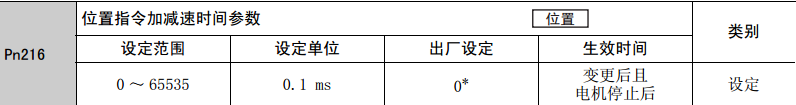 Pn216
位置指令加减速时间参数 位置 类别
设定范围 设定单位 出厂设定 生效时间
0 ～ 65535 0.1 ms 0* 变更后且
电机停止后 设定